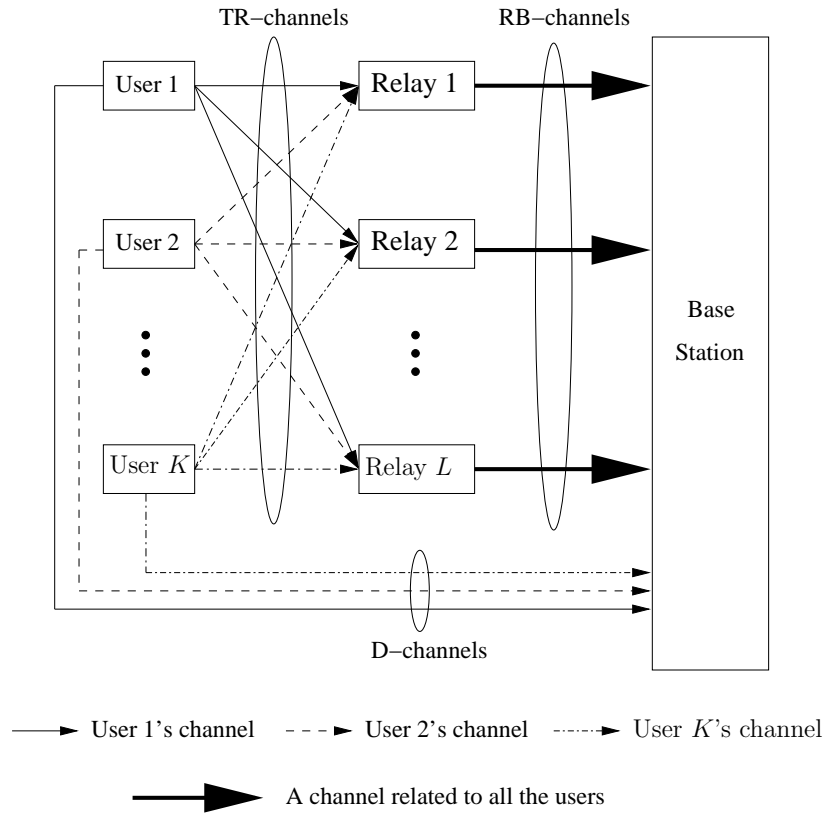 TR−channels
RB−channels
User 1
Relay 1
User 2
Relay 2
Base
Station
User K
Relay L
D−channels
User 1's channel
User 2's channel
User K's channel
A channel related to all the users